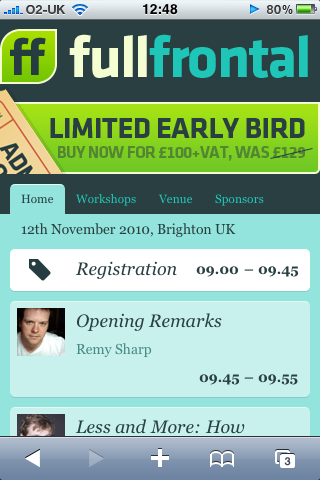 O2-UK 12:48 80%
ff fullfrontal
ADM
LIMITED EARLY BIRD
BUY NOW FOR £100+VAT, WAS £129
Home Workshops Venue Sponsors
12th November 2010, Brighton UK
Registration 09.00 – 09.45
Opening Remarks
Remy Sharp
09.45 – 09.55
Less and More: How
3